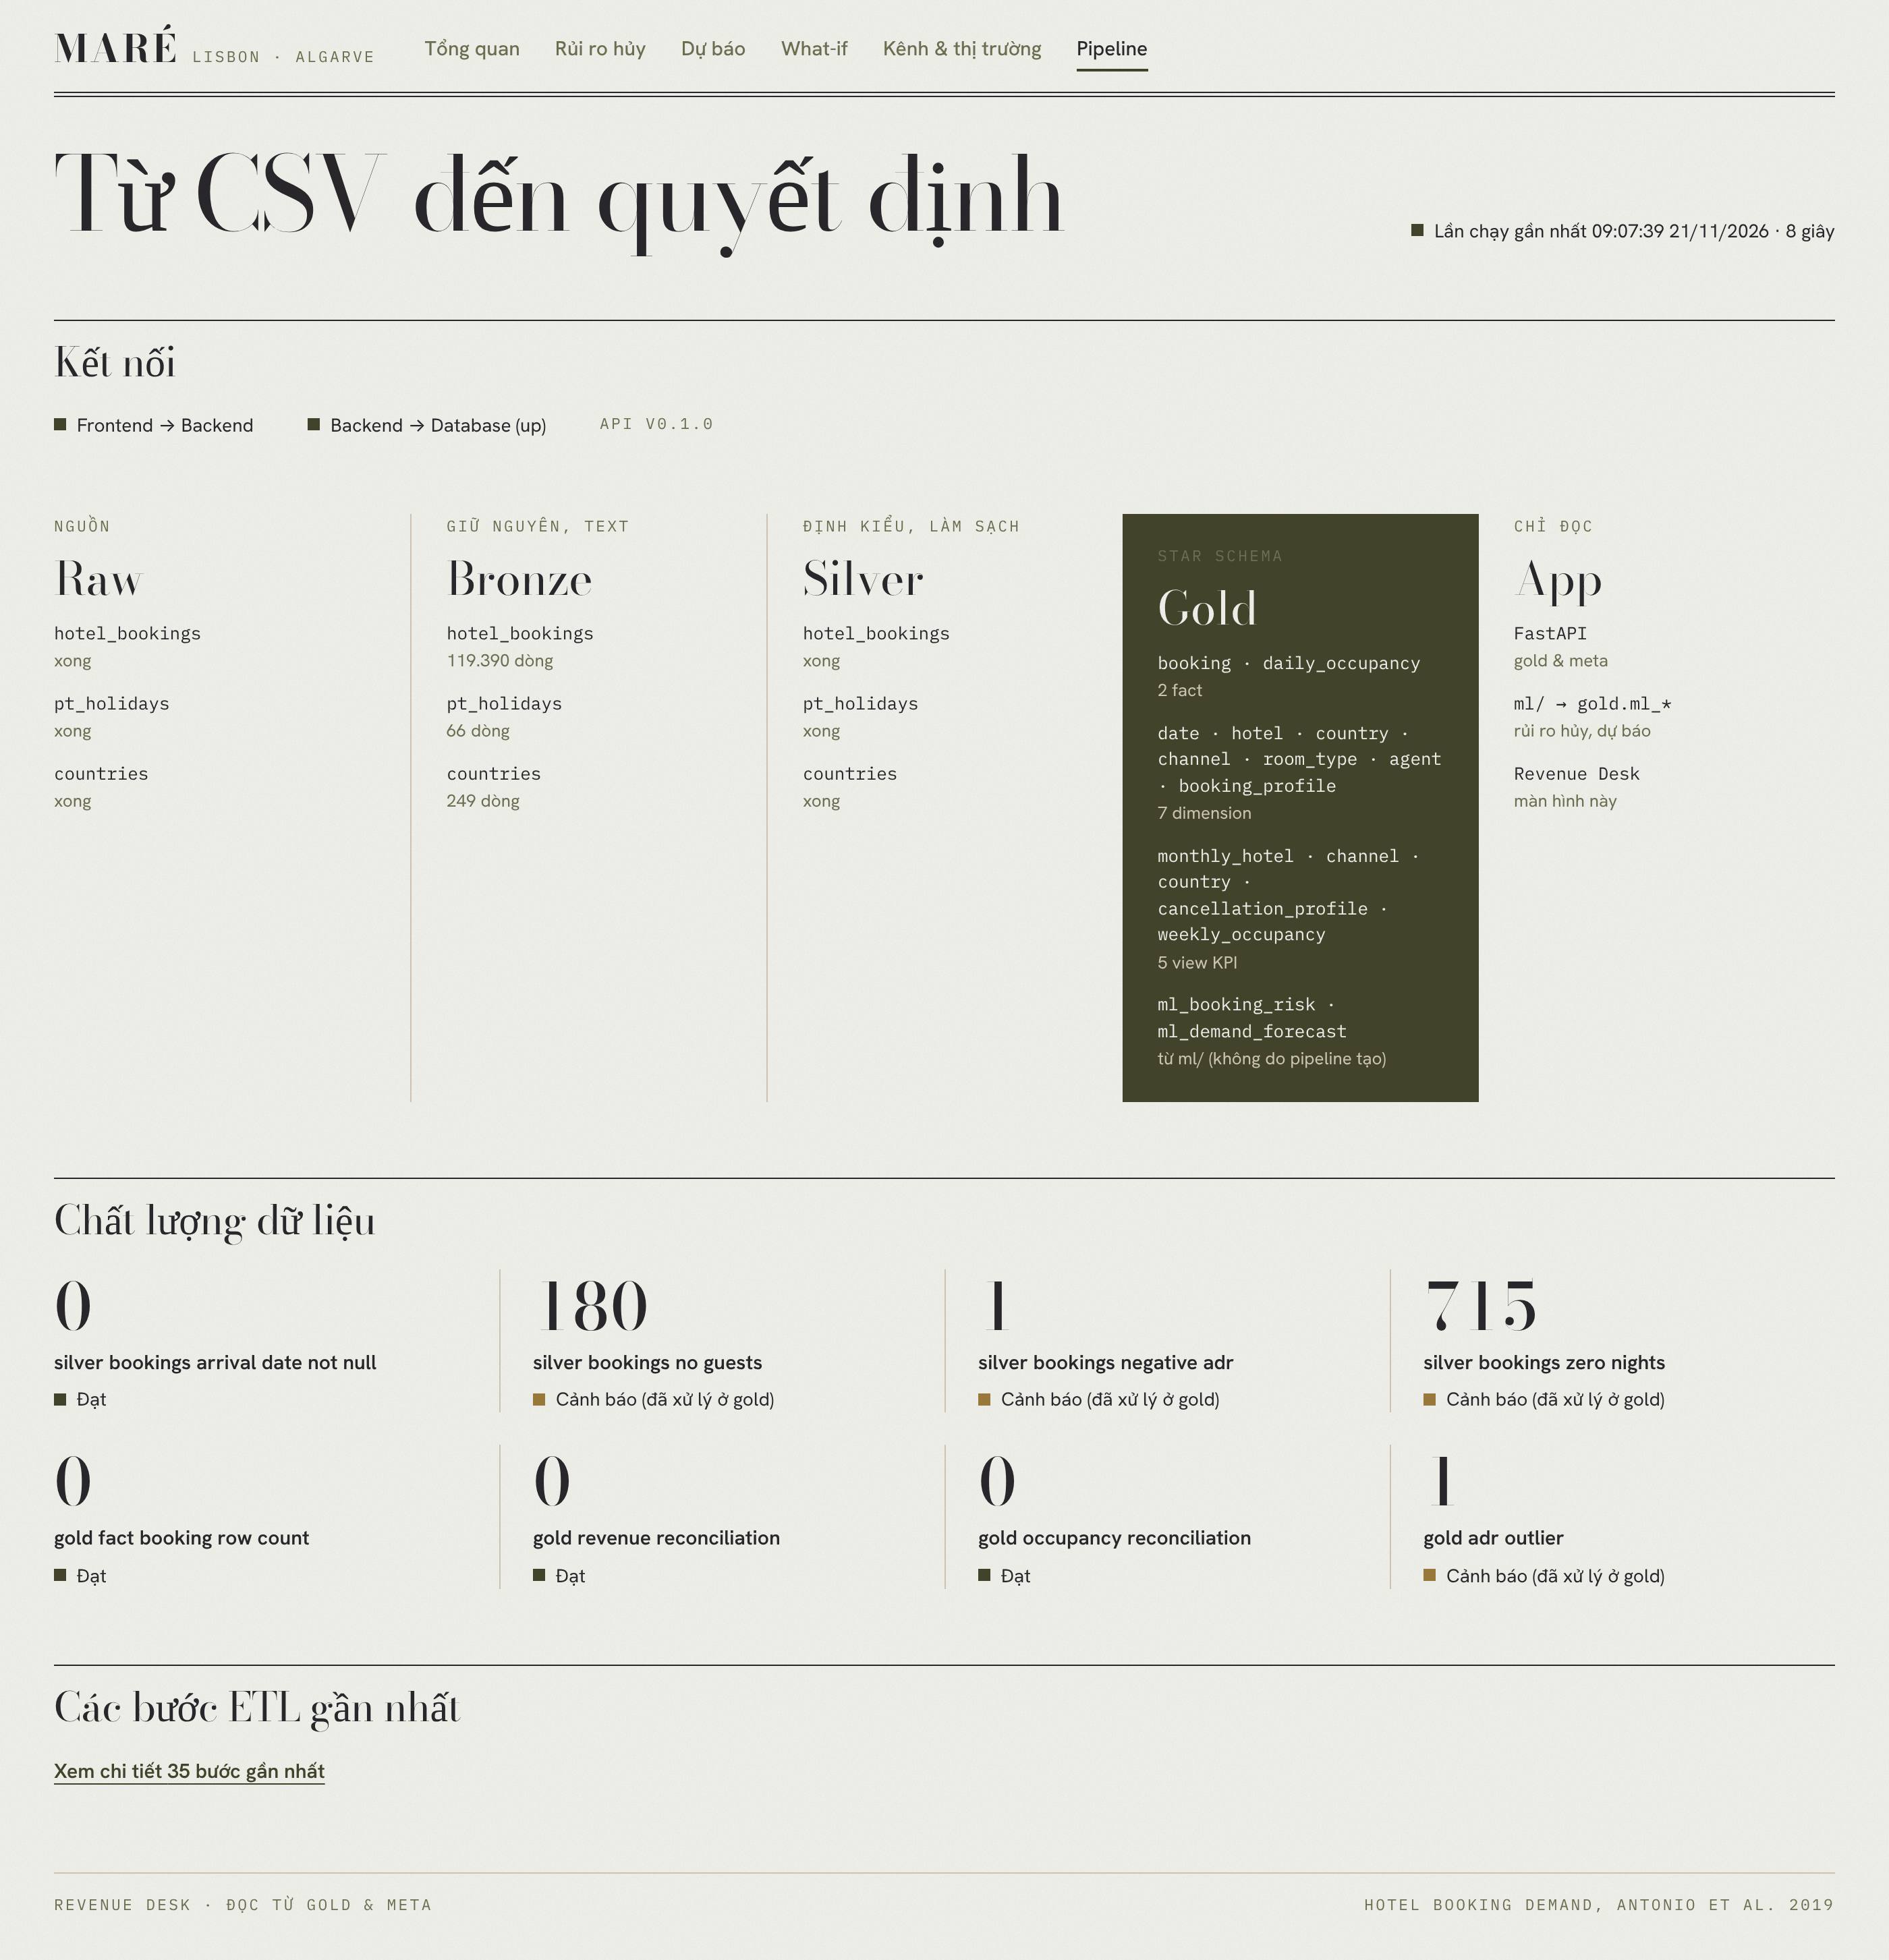 MARÉ LISBON · ALGARVE Tổng quan Rủi ro hủy Dự báo What-if Kênh & thị trường Pipeline
Từ CSV đến quyết định
Lần chạy gần nhất 09:07:39 21/11/2026 · 8 giây
Kết nối
Frontend → Backend Backend → Database (up) API V0.1.0
NGUỒN
Raw
hotel_bookings
xong
pt_holidays
xong
countries
xong
GIỮ NGUYÊN, TEXT
Bronze
hotel_bookings
119.390 dòng
pt_holidays
66 dòng
countries
249 dòng
ĐỊNH KIỂU, LÀM SẠCH
Silver
hotel_bookings
xong
pt_holidays
xong
countries
xong
STAR SCHEMA
Gold
booking · daily_occupancy
2 fact
date · hotel · country ·
channel · room_type · agent
· booking_profile
7 dimension
monthly_hotel · channel ·
country ·
cancellation_profile ·
weekly_occupancy
5 view KPI
ml_booking_risk ·
ml_demand_forecast
từ ml/ (không do pipeline tạo)
CHỈ ĐỌC
App
FastAPI
gold & meta
ml/ → gold.ml_*
rủi ro hủy, dự báo
Revenue Desk
màn hình này
Chất lượng dữ liệu
0
silver bookings arrival date not null
Đạt
180
silver bookings no guests
Cảnh báo (đã xử lý ở gold)
1
silver bookings negative adr
Cảnh báo (đã xử lý ở gold)
715
silver bookings zero nights
Cảnh báo (đã xử lý ở gold)
0
gold fact booking row count
Đạt
0
gold revenue reconciliation
Đạt
0
gold occupancy reconciliation
Đạt
1
gold adr outlier
Cảnh báo (đã xử lý ở gold)
Các bước ETL gần nhất
Xem chi tiết 35 bước gần nhất
REVENUE DESK · ĐỌC TỪ GOLD & META
HOTEL BOOKING DEMAND, ANTONIO ET AL. 2019